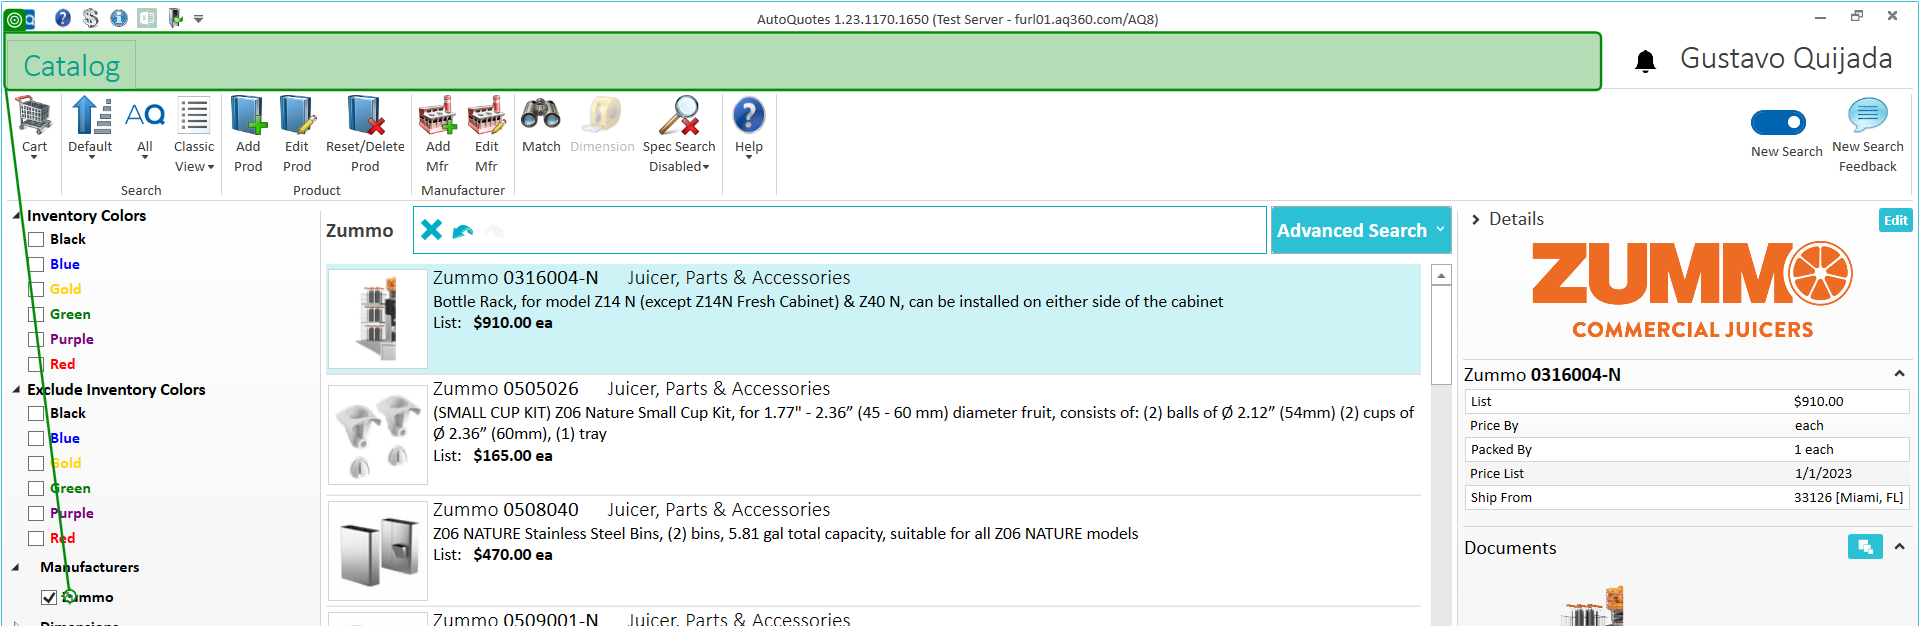 AutoQuotes 1.23.1170.1650 (Test Server - furl01.aq360.com/AQ8)
Catalog
Gustavo Quijada
Cart
Default
All
Classic View
Search
Add Prod
Edit Prod
Reset/Delete Prod
Product
Add Mfr
Edit Mfr
Manufacturer
Match
Dimension
Spec Search Disabled
Help
New Search
New Search Feedback
Inventory Colors
Black
Blue
Gold
Green
Purple
Red
Exclude Inventory Colors
Black
Blue
Gold
Green
Purple
Red
Manufacturers
Zummo
Dimensions
Zummo
Advanced Search
Zummo 0316004-N Juicer, Parts & Accessories
Bottle Rack, for model Z14 N (except Z14N Fresh Cabinet) & Z40 N, can be installed on either side of the cabinet
List: $910.00 ea
Zummo 0505026 Juicer, Parts & Accessories
(SMALL CUP KIT) Z06 Nature Small Cup Kit, for 1.77" - 2.36” (45 - 60 mm) diameter fruit, consists of: (2) balls of Ø 2.12” (54mm) (2) cups of
Ø 2.36” (60mm), (1) tray
List: $165.00 ea
Zummo 0508040 Juicer, Parts & Accessories
Z06 NATURE Stainless Steel Bins, (2) bins, 5.81 gal total capacity, suitable for all Z06 NATURE models
List: $470.00 ea
Zummo 0509001-N Juicer, Parts & Accessories
Details
Edit
ZUMMO
COMMERCIAL JUICERS
Zummo 0316004-N
List $910.00
Price By each
Packed By 1 each
Price List 1/1/2023
Ship From 33126 [Miami, FL]
Documents